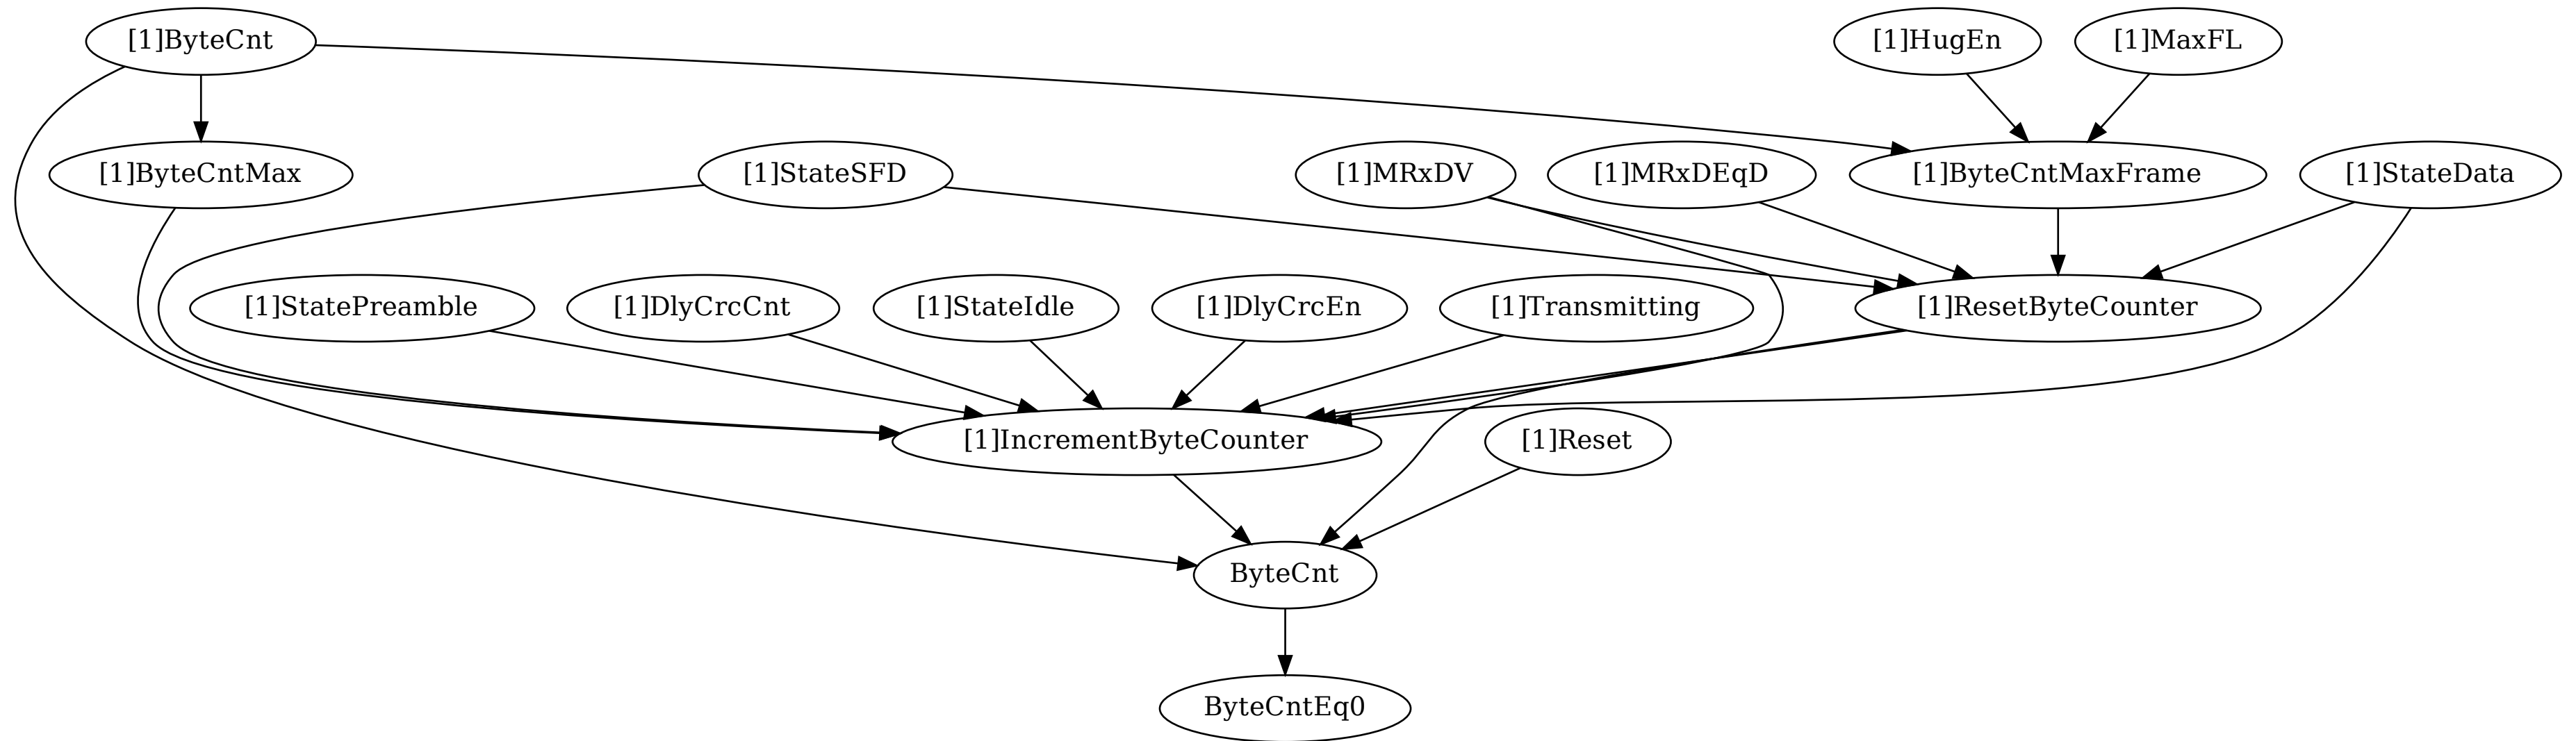 [1]ByteCnt
[1]HugEn
[1]MaxFL
[1]ByteCntMax
[1]StateSFD
[1]MRxDV
[1]MRxDEqD
[1]ByteCntMaxFrame
[1]StateData
[1]StatePreamble
[1]DlyCrcCnt
[1]StateIdle
[1]DlyCrcEn
[1]Transmitting
[1]ResetByteCounter
[1]IncrementByteCounter
[1]Reset
ByteCnt
ByteCntEq0